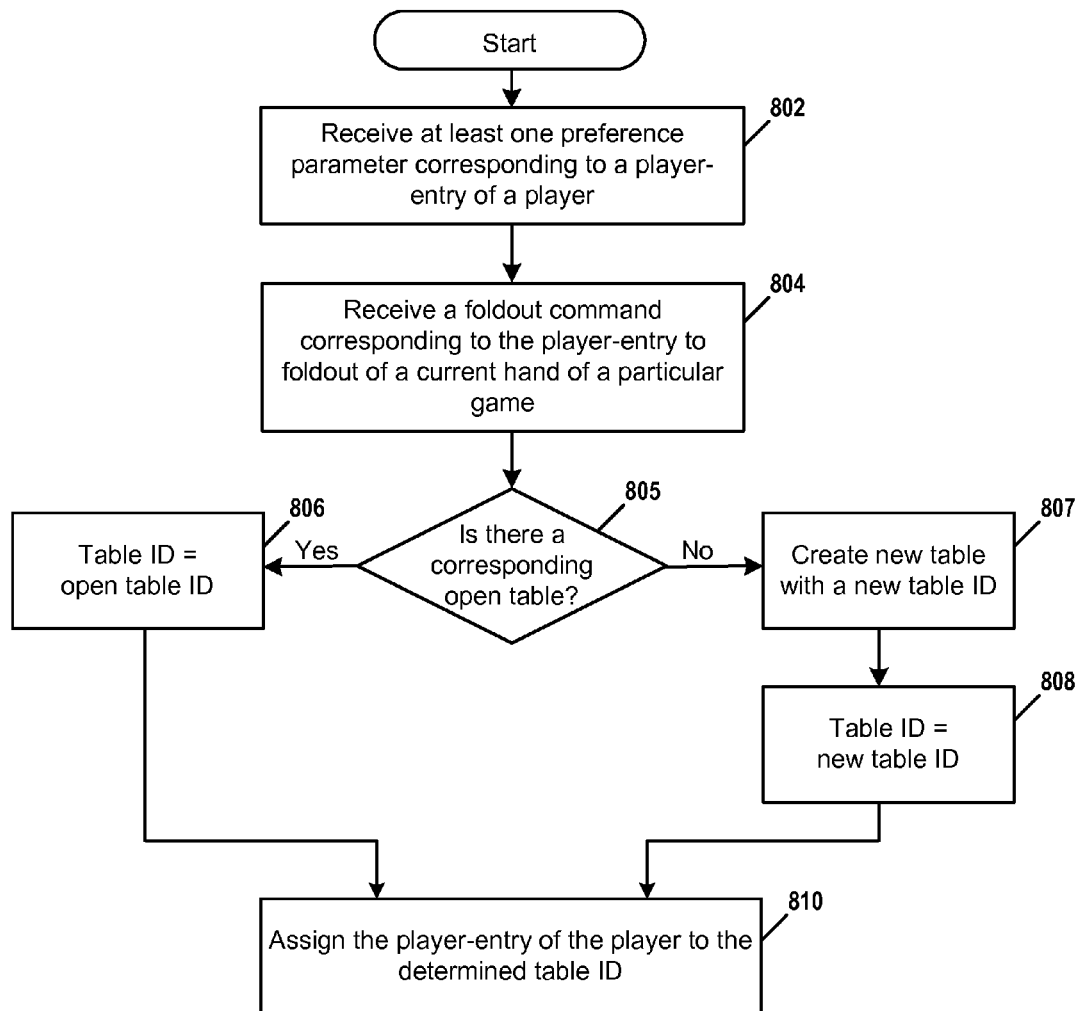 Start
802
Receive at least one preference
parameter corresponding to a player-
entry of a player
804
Receive a foldout command
corresponding to the player-entry to
foldout of a current hand of a particular
game
805
Is there a
corresponding
open table?
Yes
No
806
Table ID =
open table ID
807
Create new table
with a new table ID
808
Table ID =
new table ID
810
Assign the player-entry of the player to the
determined table ID